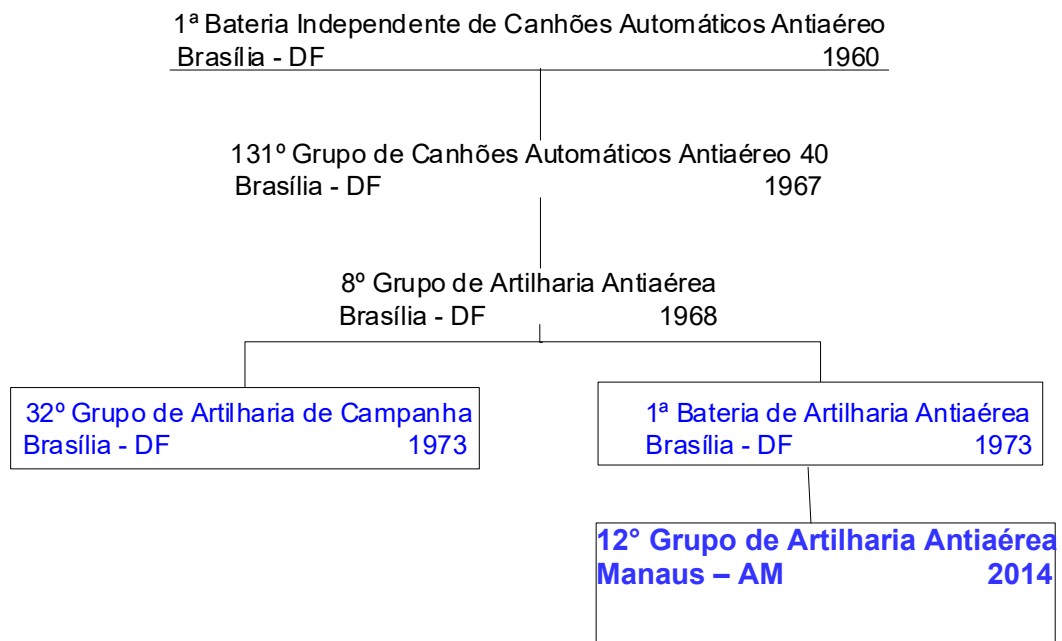 1ª Bateria Independente de Canhões Automáticos Antiaéreo
Brasília - DF 1960
131º Grupo de Canhões Automáticos Antiaéreo 40
Brasília - DF 1967
8º Grupo de Artilharia Antiaérea
Brasília - DF 1968
32º Grupo de Artilharia de Campanha
Brasília - DF 1973
1ª Bateria de Artilharia Antiaérea
Brasília - DF 1973
12° Grupo de Artilharia Antiaérea
Manaus – AM 2014